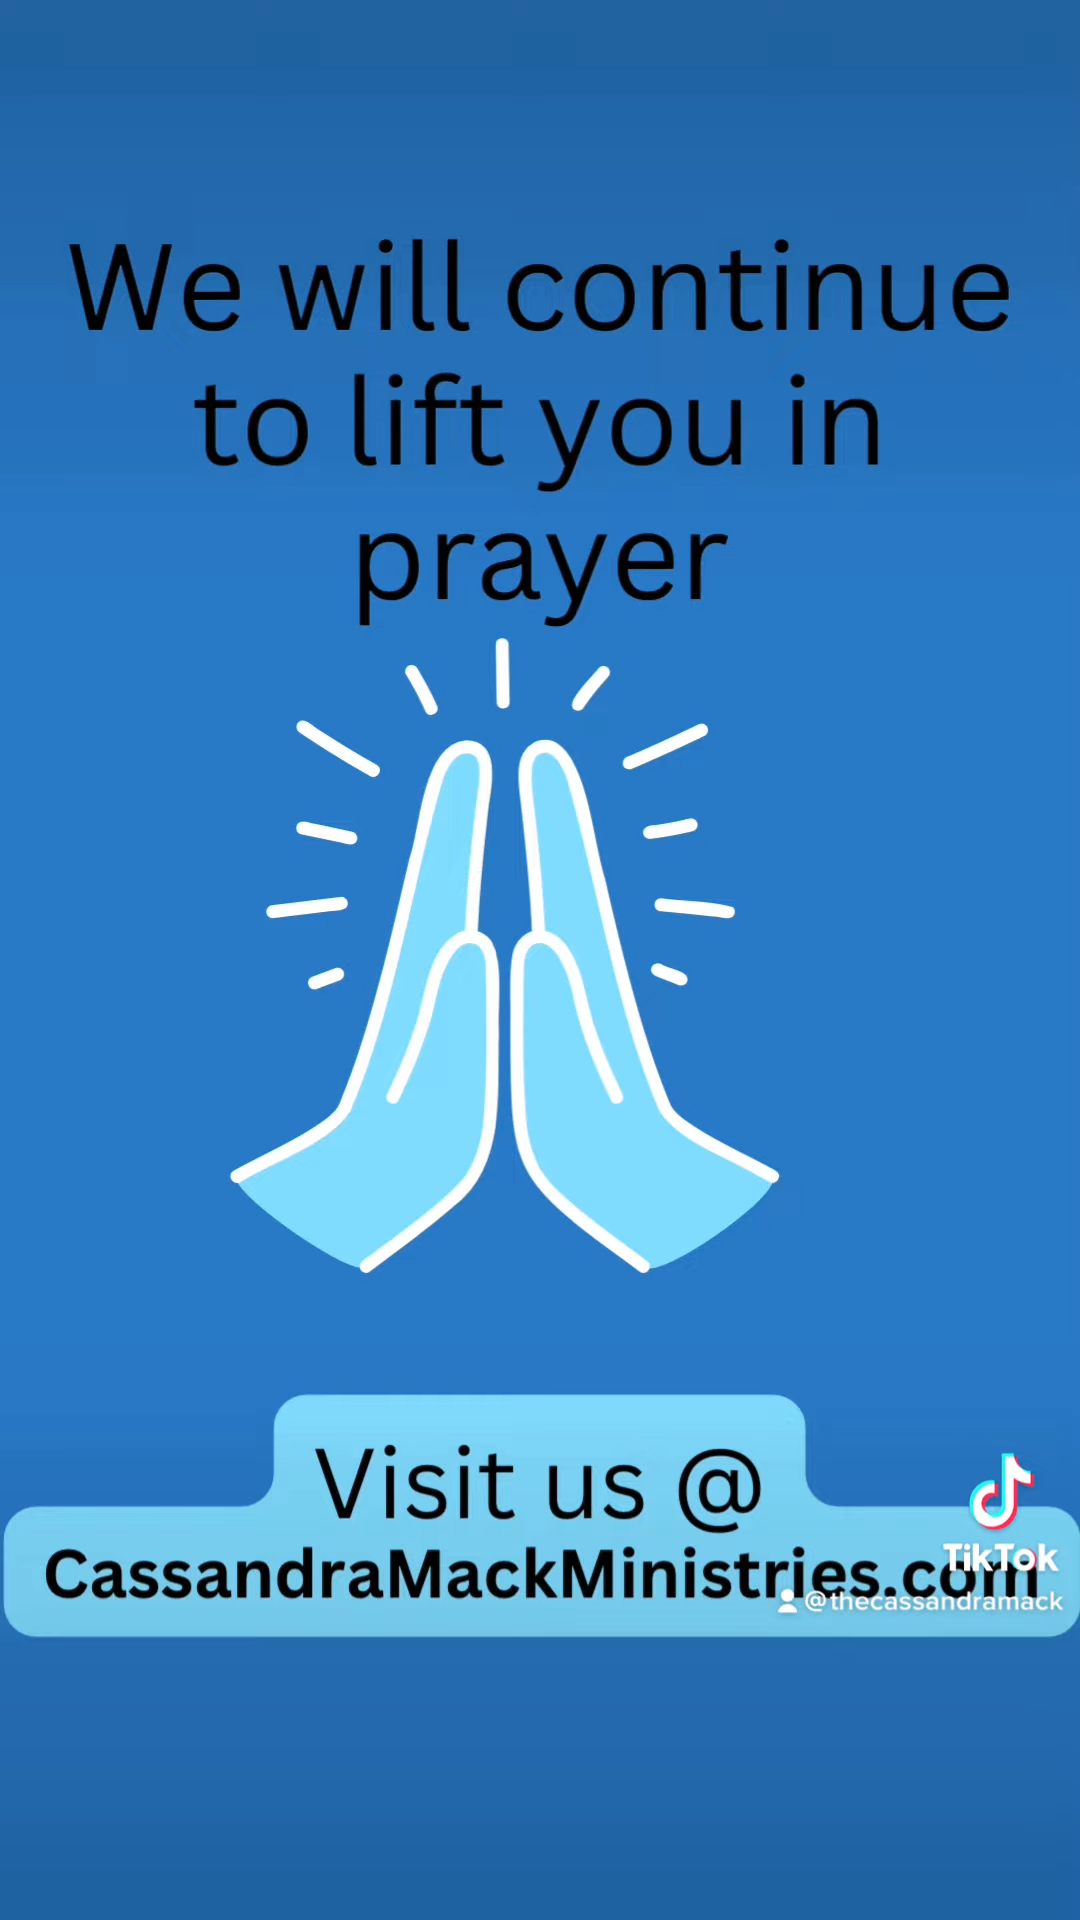 We will continue
to lift you in
prayer
Visit us @
CassandraMackMinistries.com
TikTok
@thecassandramack